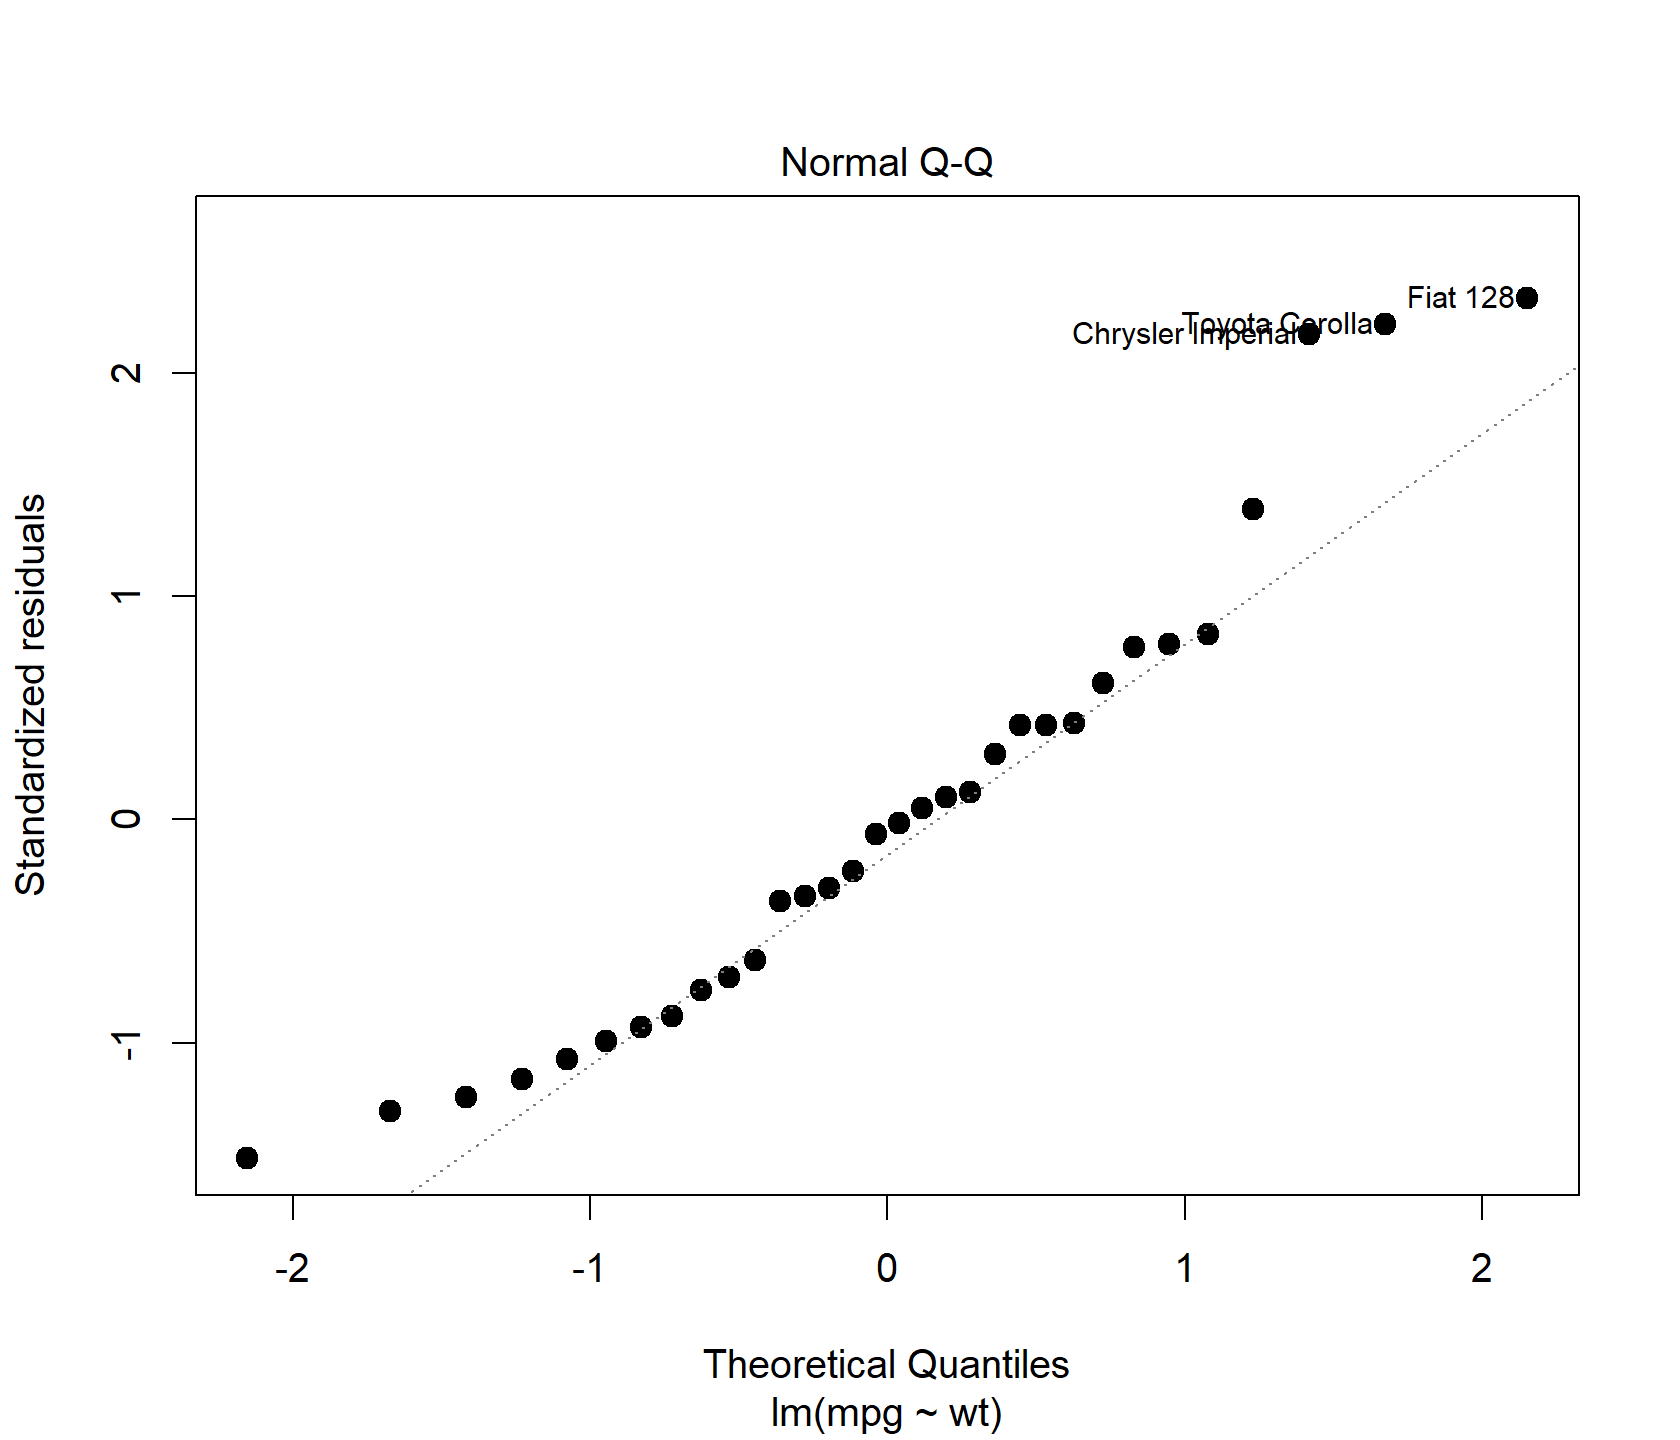 Normal Q-Q
Fiat 128
Toyota Corolla
Chrysler Imperial
Standardized residuals
2
1
0
-1
-2
-1
0
1
2
Theoretical Quantiles
lm(mpg ~ wt)